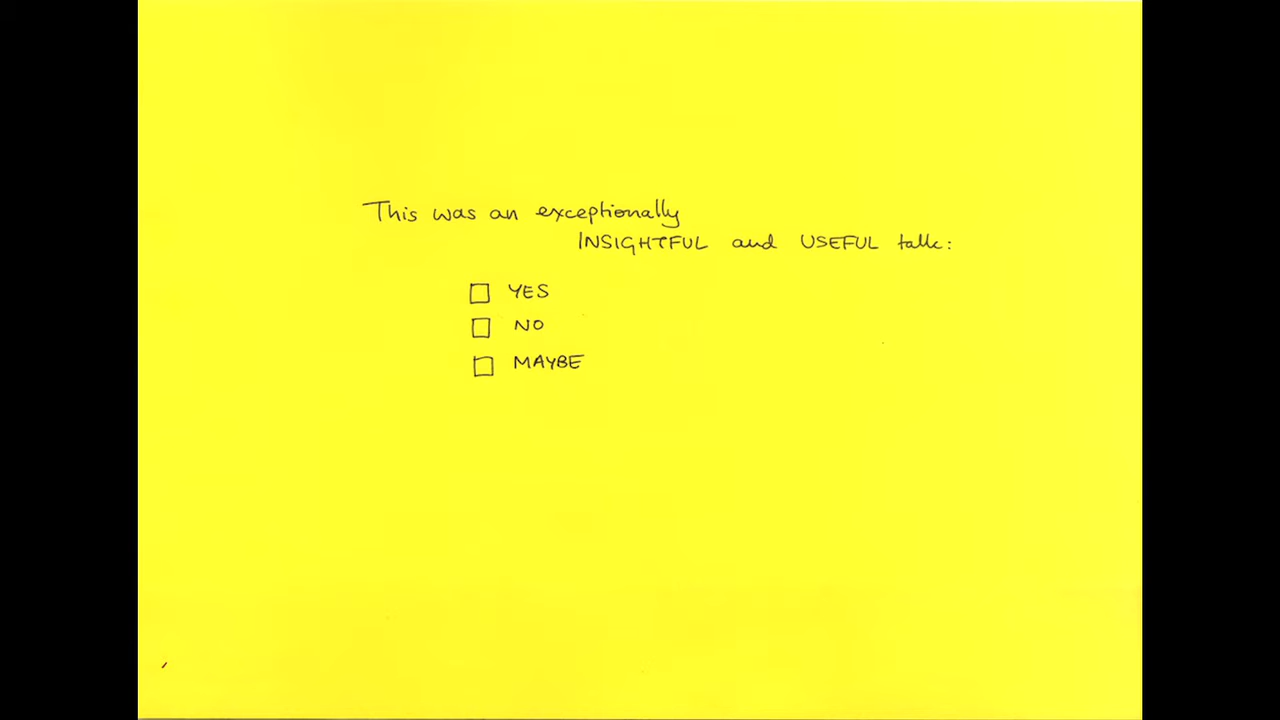 This was an exceptionally
INSIGHTFUL and USEFUL talk:
YES
NO
MAYBE